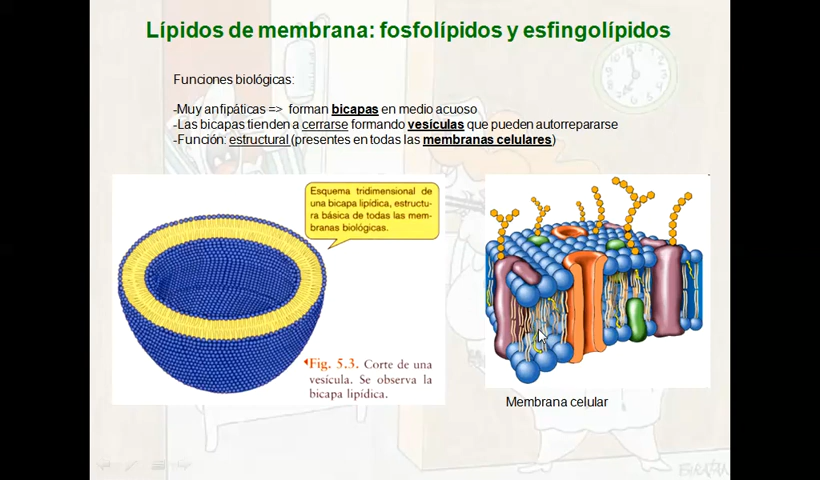 Lípidos de membrana: fosfolípidos y esfingolípidos
Funciones biológicas:
-Muy anfipáticas => forman bicapas en medio acuoso
-Las bicapas tienden a cerrarse formando vesículas que pueden autorrepararse
-Función: estructural (presentes en todas las membranas celulares)
Esquema tridimensional de
una bicapa lipídica, estructu-
ra básica de todas las mem-
branas biológicas.
Fig. 5.3. Corte de una
vesícula. Se observa la
bicapa lipídica.
Membrana celular